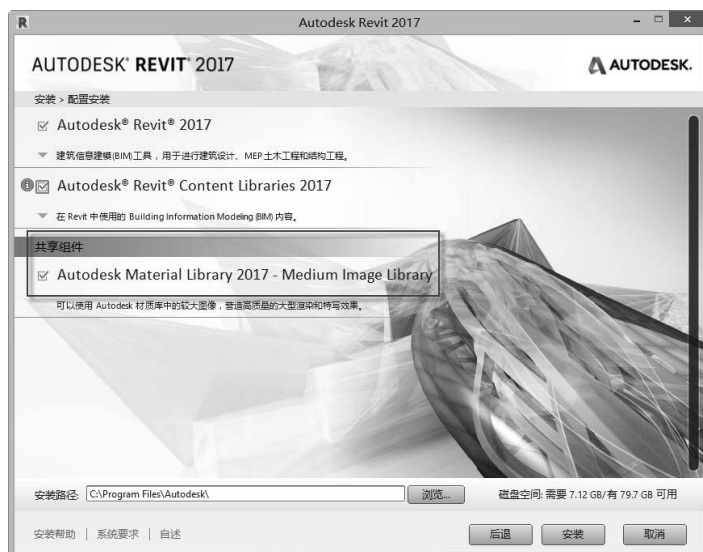 Autodesk Revit 2017
AUTODESK® REVIT® 2017
AUTODESK.
安装 > 配置安装
Autodesk® Revit® 2017
建筑信息建模(BIM)工具，用于进行建筑设计、MEP 土木工程和结构工程。
Autodesk® Revit® Content Libraries 2017
在 Revit 中使用的 Building Information Modeling (BIM) 内容。
共享组件
Autodesk Material Library 2017 - Medium Image Library
可以使用 Autodesk 材质库中的较大图像，营造高质量的大型渲染和特写效果。
安装路径: C:\Program Files\Autodesk\ 浏览... 磁盘空间: 需要 7.12 GB/有 79.7 GB 可用
安装帮助 | 系统要求 | 自述 后退 安装 取消